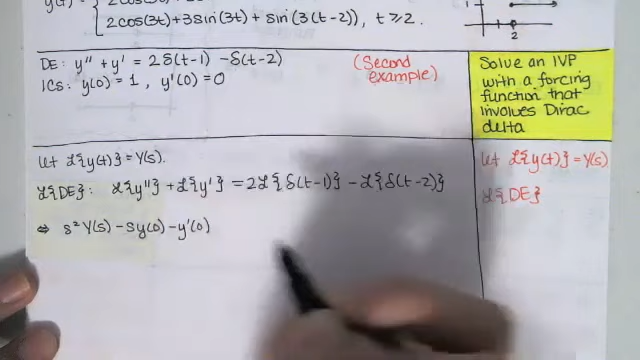 y(t) =
2cos(3t)+3sin(3t) + sin(3(t-2)), t ≥ 2.
1
2
DE: y'' + y' = 2δ(t-1) - δ(t-2)
ICs: y(0) = 1, y'(0) = 0
(Second
example)
Solve an IVP
with a forcing
function that
involves Dirac
delta
Let ℒ{y(t)} = Y(s).
ℒ{DE}: ℒ{y''} + ℒ{y'} = 2ℒ{δ(t-1)} - ℒ{δ(t-2)}
⇔ s²Y(s) - sy(0) - y'(0)
Let ℒ{y(t)} = Y(s)
ℒ{DE}